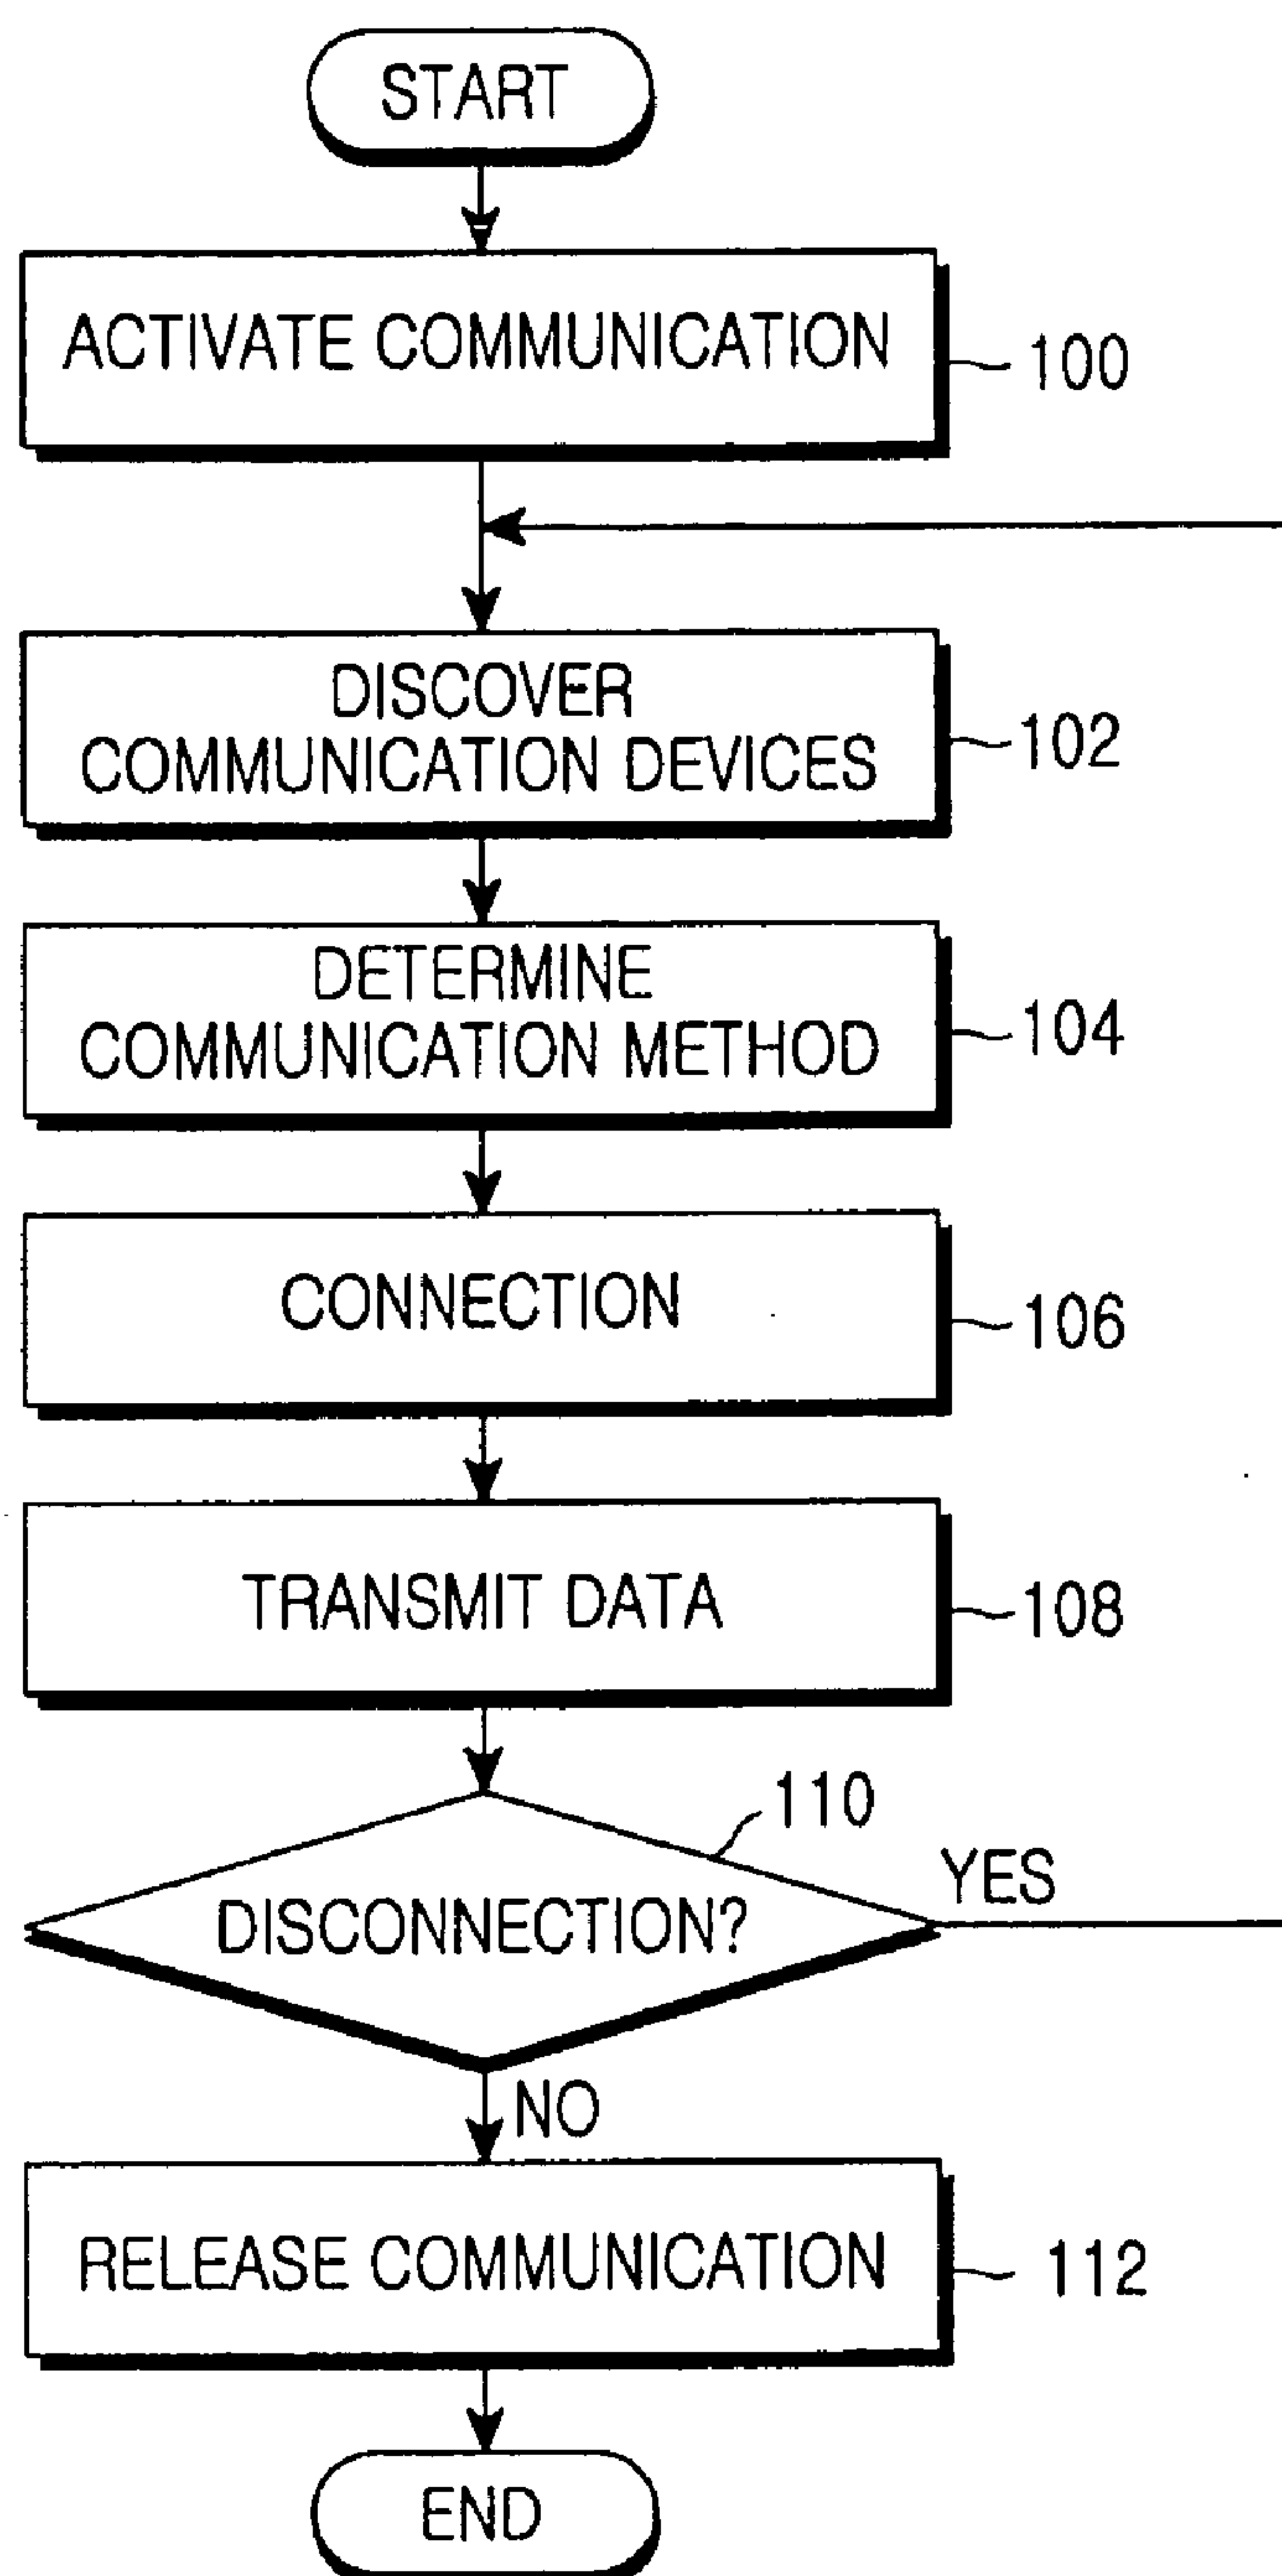 START
ACTIVATE COMMUNICATION
100
DISCOVER
COMMUNICATION DEVICES
102
DETERMINE
COMMUNICATION METHOD
104
CONNECTION
106
TRANSMIT DATA
108
110
DISCONNECTION?
YES
NO
RELEASE COMMUNICATION
112
END